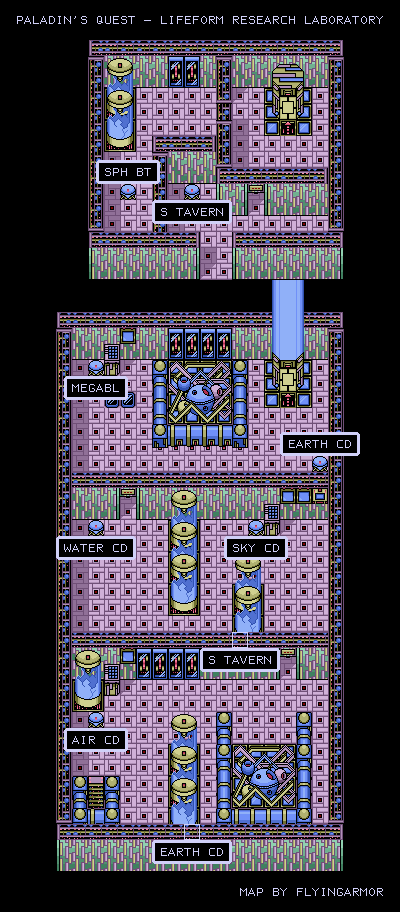 PALADIN'S QUEST – LIFEFORM RESEARCH LABORATORY
SPH BT
S TAVERN
MEGABL
EARTH CD
WATER CD
SKY CD
S TAVERN
AIR CD
EARTH CD
MAP BY FLYINGARMOR